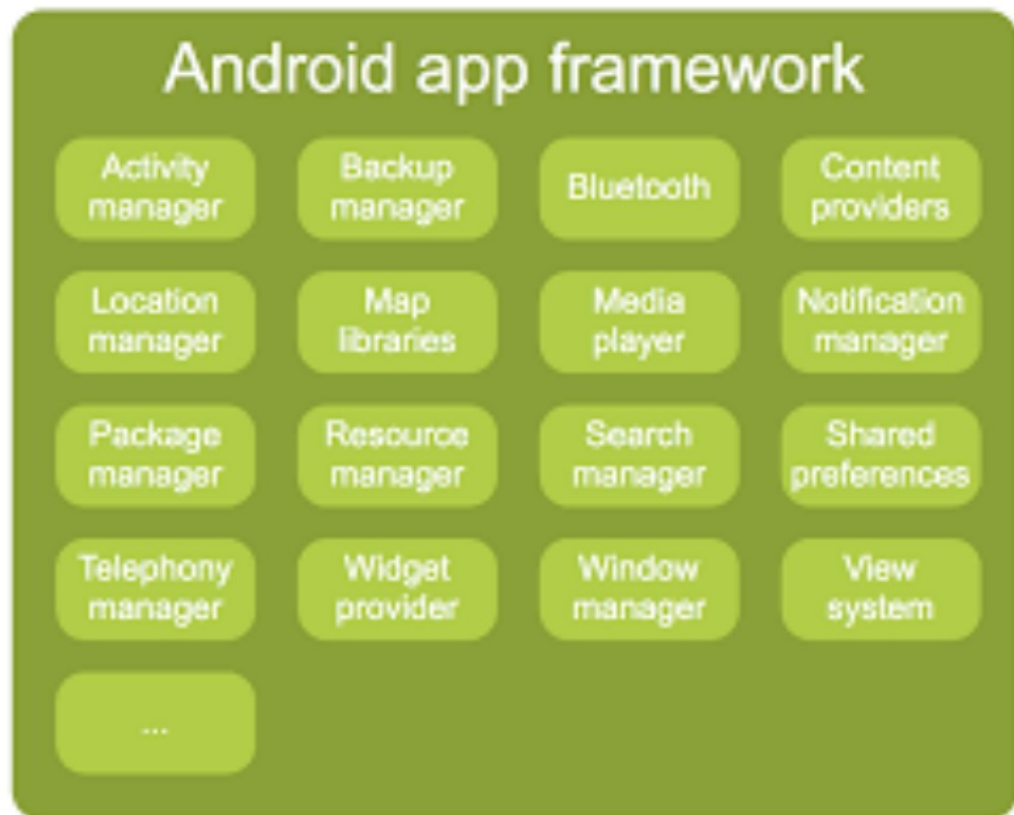 Android app framework
Activity
manager
Backup
manager
Bluetooth
Content
providers
Location
manager
Map
libraries
Media
player
Notification
manager
Package
manager
Resource
manager
Search
manager
Shared
preferences
Telephony
manager
Widget
provider
Window
manager
View
system
...